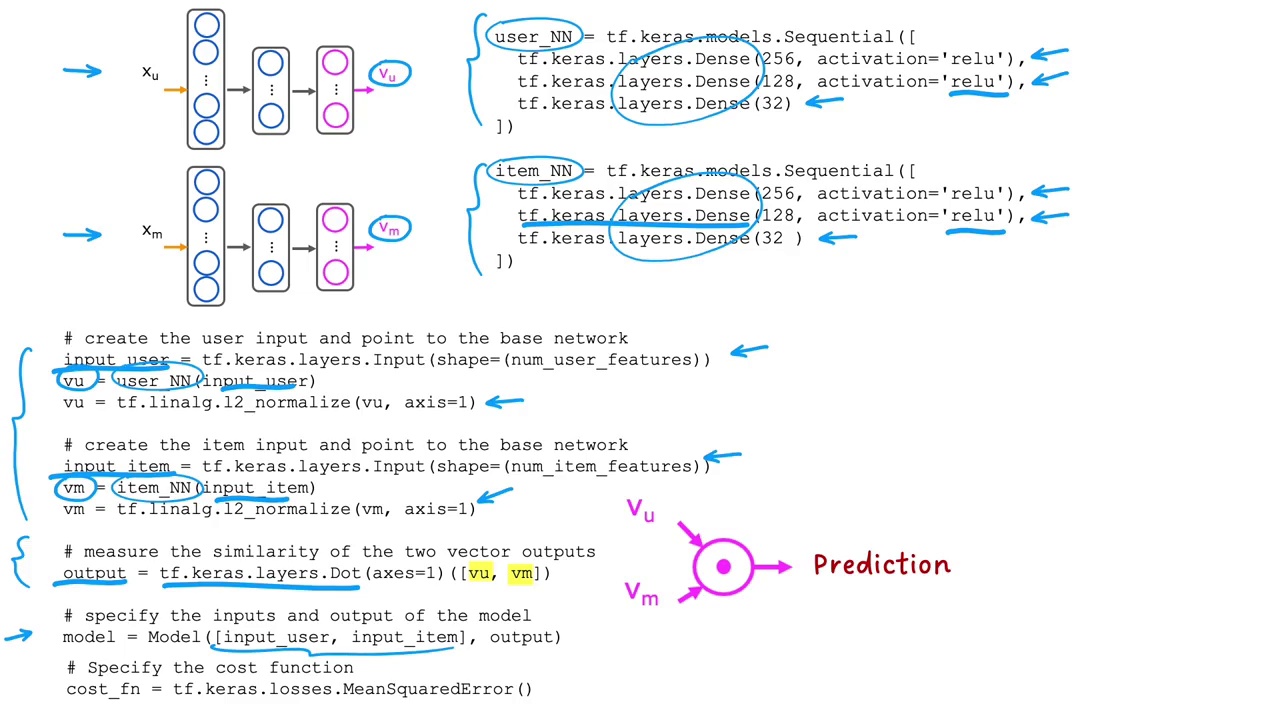 x_u
v_u
user_NN = tf.keras.models.Sequential([
tf.keras.layers.Dense(256, activation='relu'),
tf.keras.layers.Dense(128, activation='relu'),
tf.keras.layers.Dense(32)
])
x_m
v_m
item_NN = tf.keras.models.Sequential([
tf.keras.layers.Dense(256, activation='relu'),
tf.keras.layers.Dense(128, activation='relu'),
tf.keras.layers.Dense(32 )
])
# create the user input and point to the base network
input_user = tf.keras.layers.Input(shape=(num_user_features))
vu = user_NN(input_user)
vu = tf.linalg.l2_normalize(vu, axis=1)
# create the item input and point to the base network
input_item = tf.keras.layers.Input(shape=(num_item_features))
vm = item_NN(input_item)
vm = tf.linalg.l2_normalize(vm, axis=1)
# measure the similarity of the two vector outputs
output = tf.keras.layers.Dot(axes=1)([vu, vm])
# specify the inputs and output of the model
model = Model([input_user, input_item], output)
# Specify the cost function
cost_fn = tf.keras.losses.MeanSquaredError()
v_u
v_m
Prediction